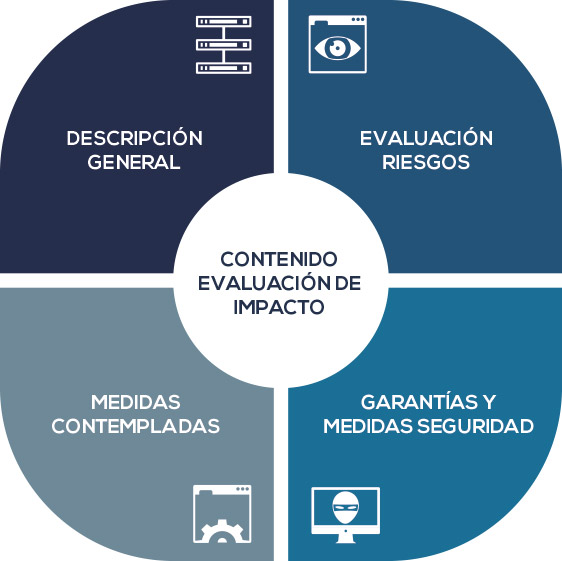 DESCRIPCIÓN
GENERAL
EVALUACIÓN
RIESGOS
CONTENIDO
EVALUACIÓN DE
IMPACTO
MEDIDAS
CONTEMPLADAS
GARANTÍAS Y
MEDIDAS SEGURIDAD